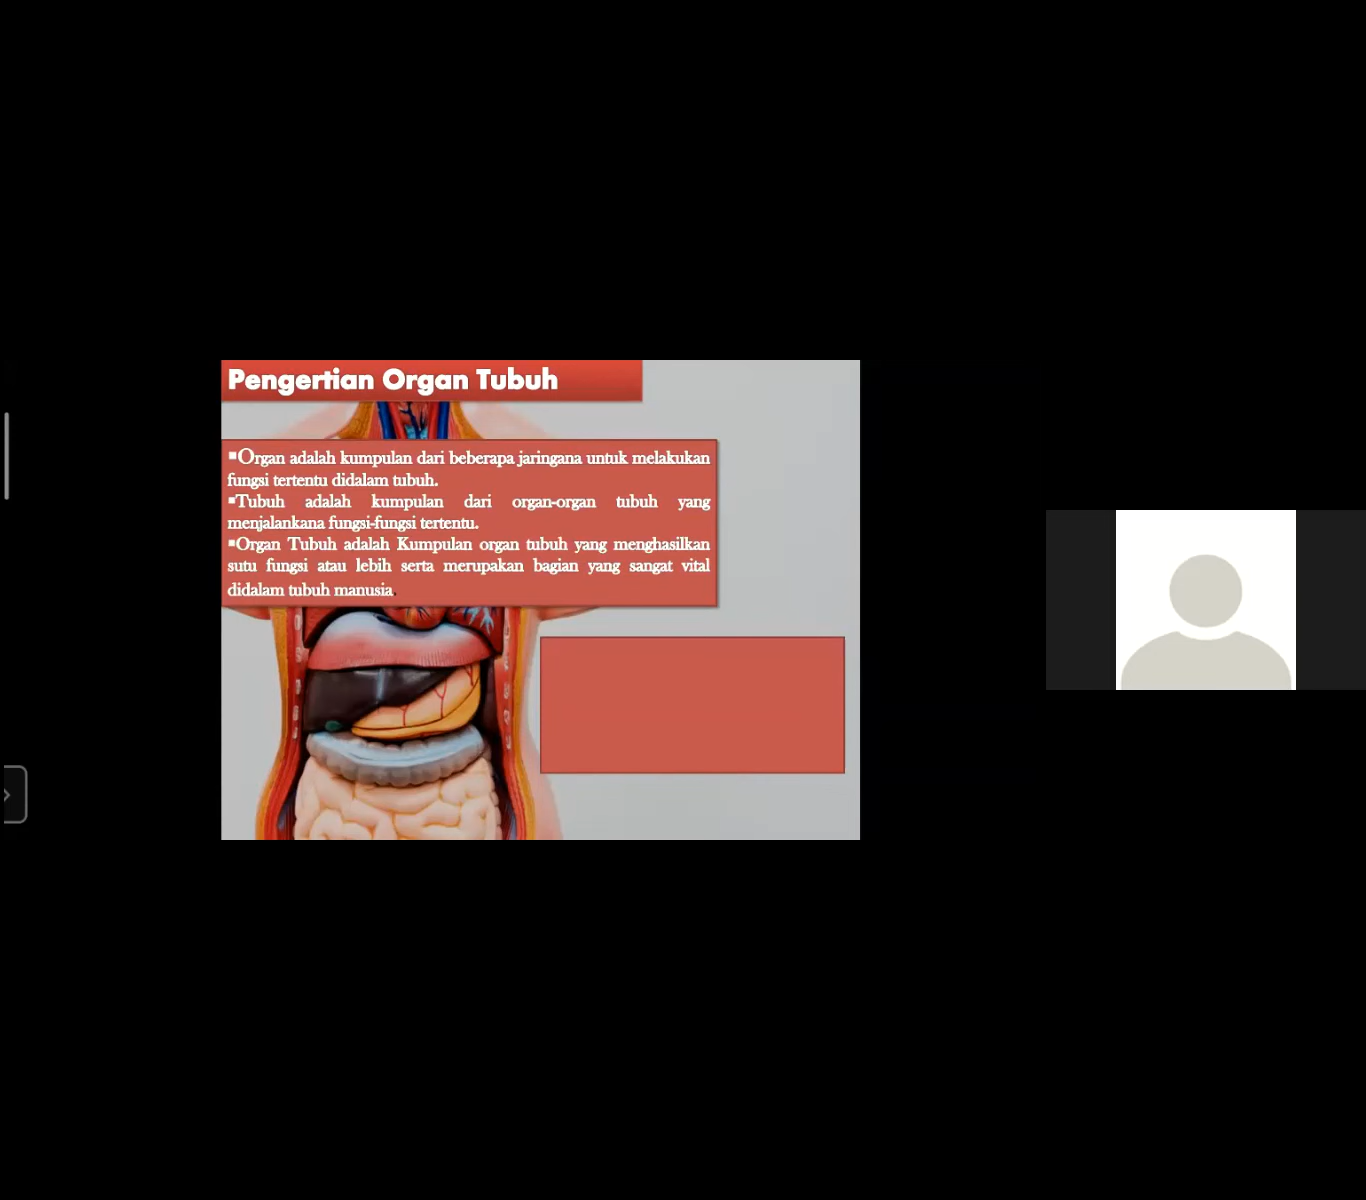 Pengertian Organ Tubuh
▪Organ adalah kumpulan dari beberapa jaringana untuk melakukan
fungsi tertentu didalam tubuh.
▪Tubuh adalah kumpulan dari organ-organ tubuh yang
menjalankana fungsi-fungsi tertentu.
▪Organ Tubuh adalah Kumpulan organ tubuh yang menghasilkan
sutu fungsi atau lebih serta merupakan bagian yang sangat vital
didalam tubuh manusia.